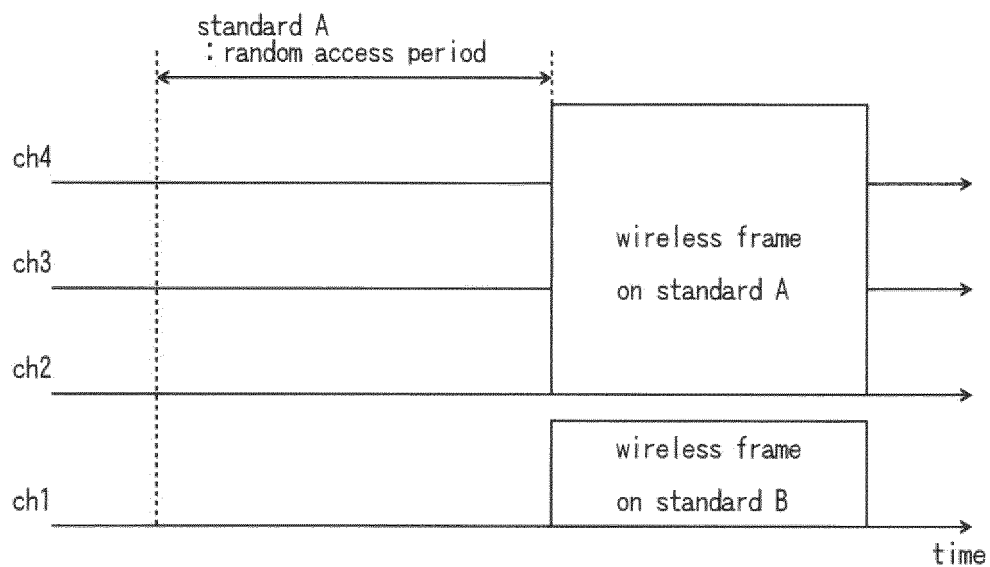 standard A
: random access period
ch4
wireless frame
on standard A
ch3
ch2
wireless frame
on standard B
ch1
time